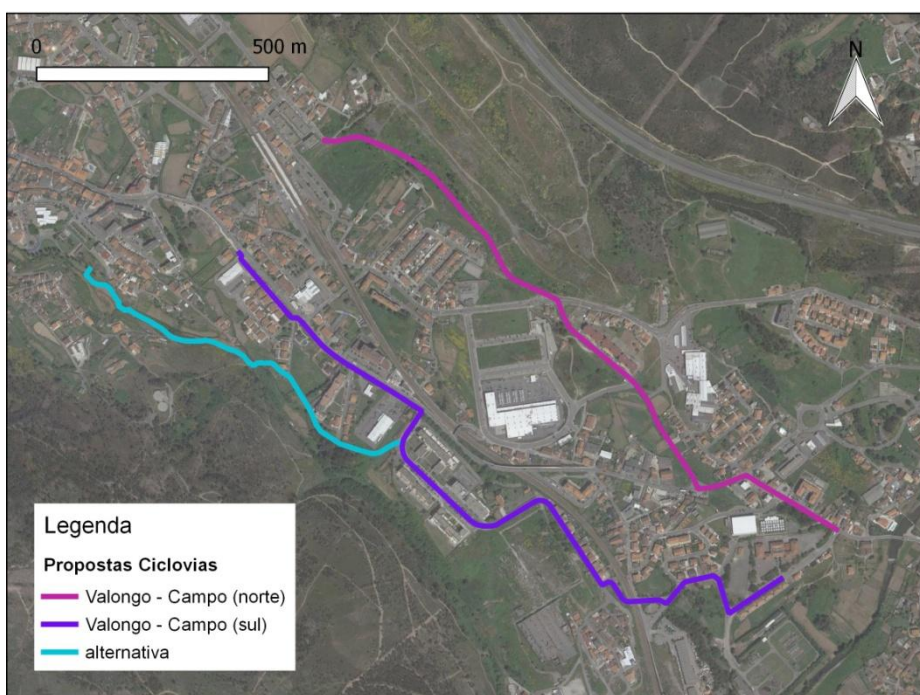 0 500 m
N
Legenda
Propostas Ciclovias
Valongo - Campo (norte)
Valongo - Campo (sul)
alternativa